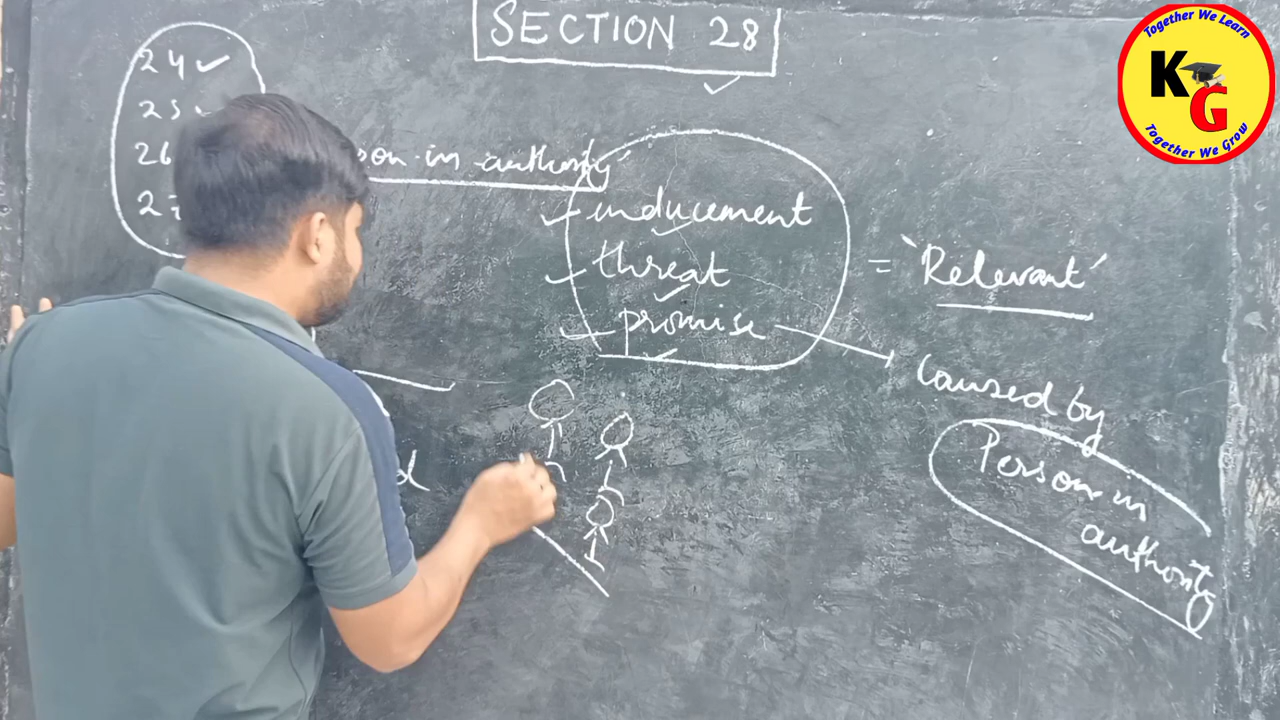 SECTION 28
24
25
26
27
son in authority'
inducement
threat
promise
= 'Relevant'
Caused by
Person in
authority
d
Together We Learn
KG
Together We Grow